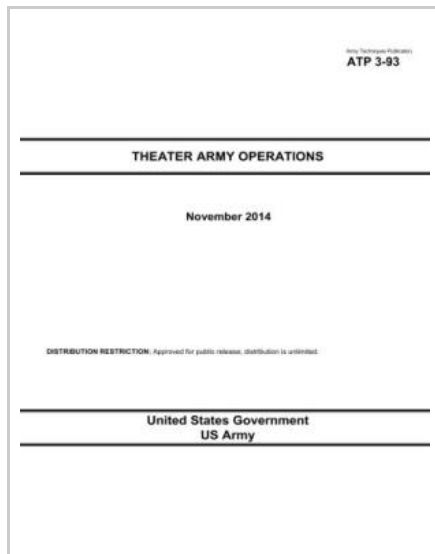 Army Techniques Publication
ATP 3-93
THEATER ARMY OPERATIONS
November 2014
DISTRIBUTION RESTRICTION: Approved for public release; distribution is unlimited.
United States Government
US Army